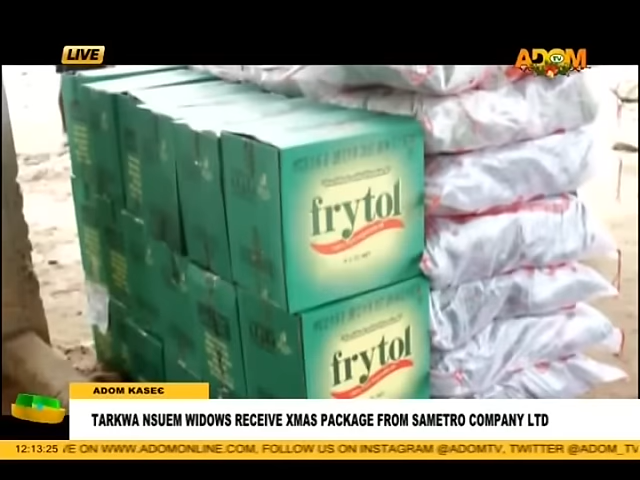 LIVE
ADOM TV
frytol
frytol
ADOM KASEƐ
TARKWA NSUEM WIDOWS RECEIVE XMAS PACKAGE FROM SAMETRO COMPANY LTD
12:13:25 VE ON WWW.ADOMONLINE.COM, FOLLOW US ON INSTAGRAM @ADOMTV, TWITTER @ADOM_TV